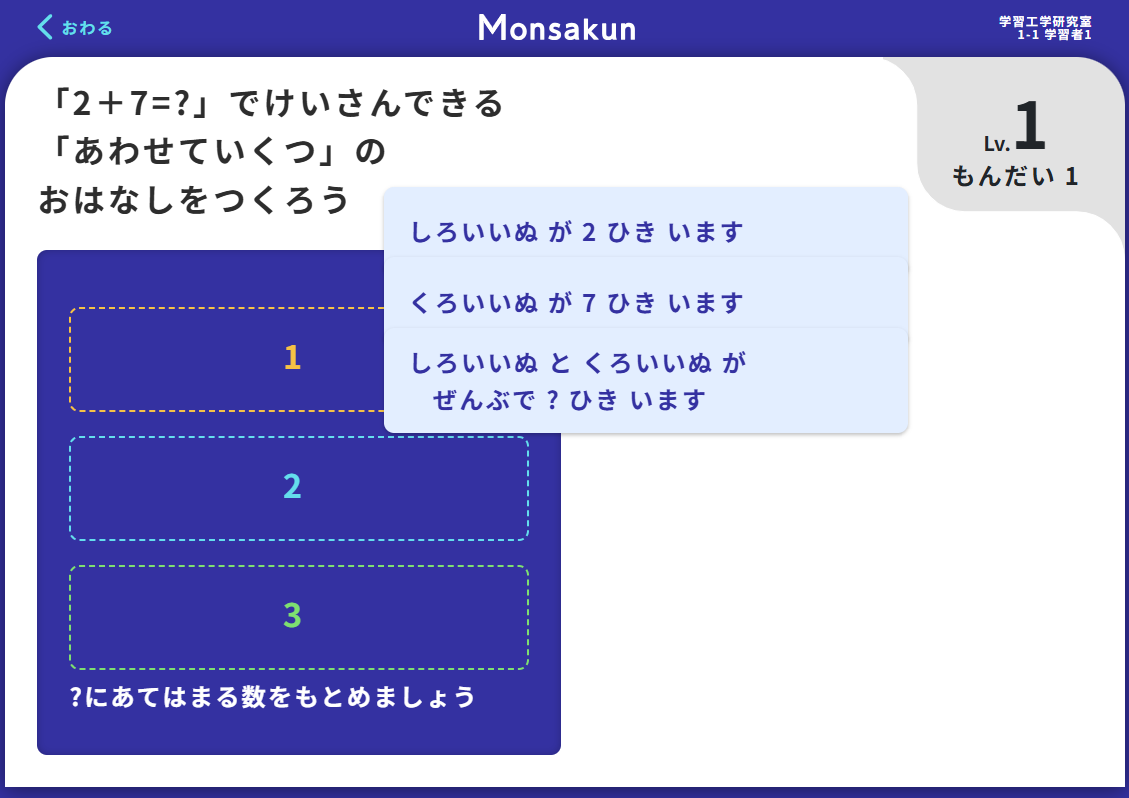 おわる
Monsakun
学習工学研究室
1-1 学習者1
「2＋7=?」でけいさんできる
「あわせていくつ」の
おはなしをつくろう
Lv.1
もんだい 1
しろいいぬ が 2 ひき います
くろいいぬ が 7 ひき います
しろいいぬ と くろいいぬ が
ぜんぶで ? ひき います
1
2
3
?にあてはまる数をもとめましょう